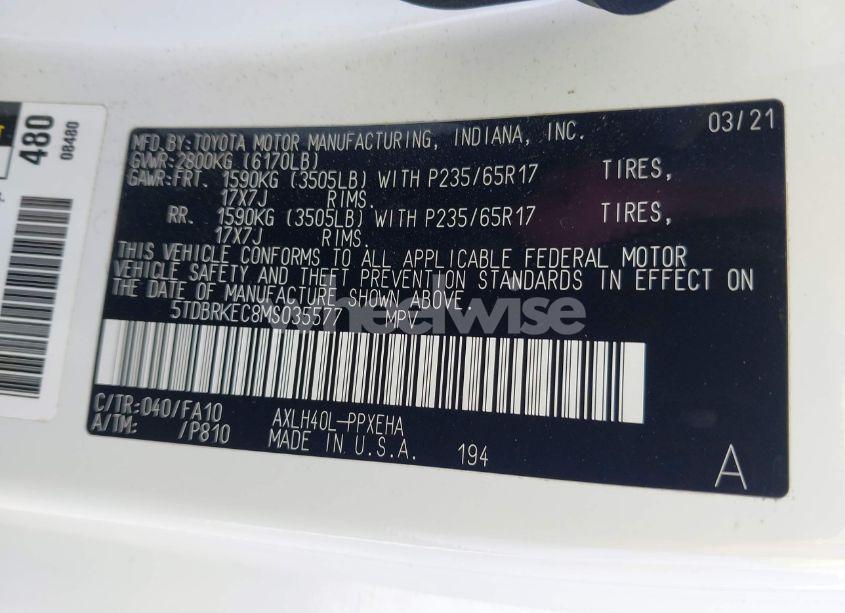 480
08480
MFD. BY: TOYOTA MOTOR MANUFACTURING, INDIANA, INC. 03/21
GVWR: 2800KG (6170LB)
GAWR: FRT. 1590KG (3505LB) WITH P235/65R17 TIRES,
17X7J RIMS.
RR. 1590KG (3505LB) WITH P235/65R17 TIRES,
17X7J RIMS.
THIS VEHICLE CONFORMS TO ALL APPLICABLE FEDERAL MOTOR
VEHICLE SAFETY AND THEFT PREVENTION STANDARDS IN EFFECT ON
THE DATE OF MANUFACTURE SHOWN ABOVE.
5TDBRKEC8MS035577 MPV
wheelwise
C/TR: 040/FA10 AXLH40L-PPXEHA
A/TM: /P810 MADE IN U.S.A. 194 A